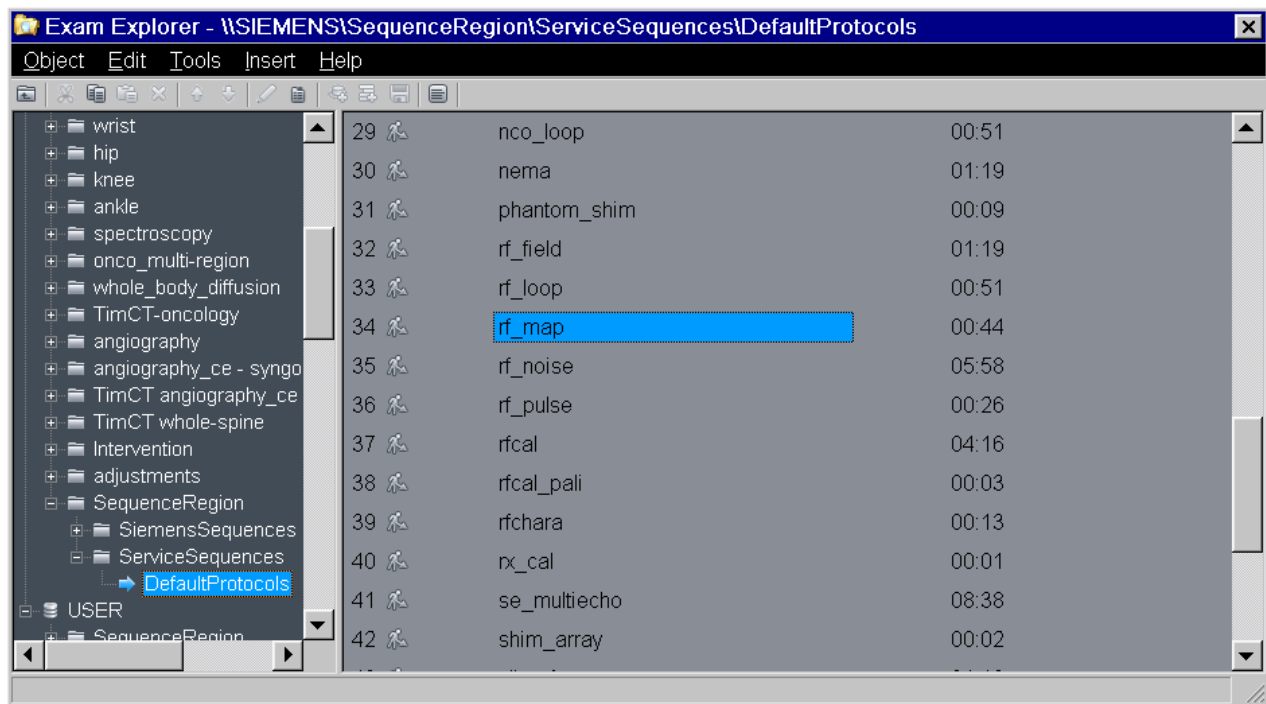 Exam Explorer - \\SIEMENS\SequenceRegion\ServiceSequences\DefaultProtocols
Object Edit Tools Insert Help
wrist
hip
knee
ankle
spectroscopy
onco_multi-region
whole_body_diffusion
TimCT-oncology
angiography
angiography_ce - syngo
TimCT angiography_ce
TimCT whole-spine
Intervention
adjustments
SequenceRegion
SiemensSequences
ServiceSequences
DefaultProtocols
USER
SequenceRegion
29 nco_loop 00:51
30 nema 01:19
31 phantom_shim 00:09
32 rf_field 01:19
33 rf_loop 00:51
34 rf_map 00:44
35 rf_noise 05:58
36 rf_pulse 00:26
37 rfcal 04:16
38 rfcal_pali 00:03
39 rfchara 00:13
40 rx_cal 00:01
41 se_multiecho 08:38
42 shim_array 00:02